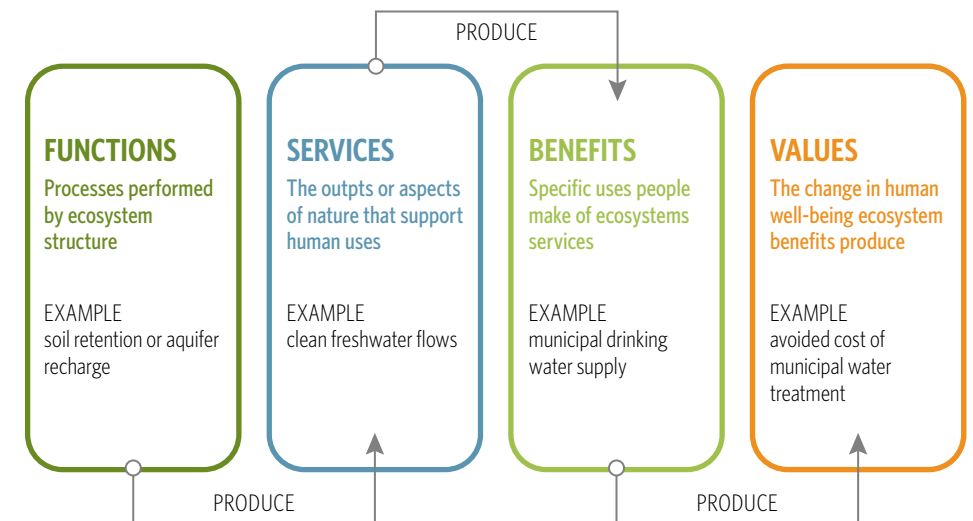 PRODUCE
FUNCTIONS
Processes performed
by ecosystem
structure
EXAMPLE
soil retention or aquifer
recharge
SERVICES
The outpts or aspects
of nature that support
human uses
EXAMPLE
clean freshwater flows
BENEFITS
Specific uses people
make of ecosystems
services
EXAMPLE
municipal drinking
water supply
VALUES
The change in human
well-being ecosystem
benefits produce
EXAMPLE
avoided cost of
municipal water
treatment
PRODUCE
PRODUCE